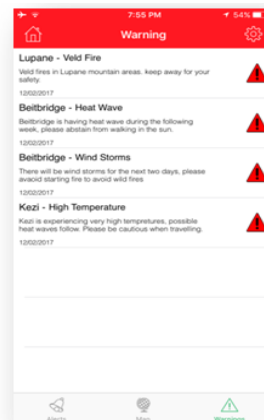 7:55 PM
54%
Warning
Lupane - Veld Fire
Veld fires in Lupane mountain areas. keep away for your
safety.
12/02/2017
Beitbridge - Heat Wave
Beitbridge is having heat wave during the following
week, please abstain from walking in the sun.
12/02/2017
Beitbridge - Wind Storms
There will be wind storms for the next two days, please
avaoid starting fire to avoid wild fires
12/02/2017
Kezi - High Temperature
Kezi is experiencing very high tempretures, possible
heat waves follow. Please be cautious when travelling.
12/02/2017
Alerts
Map
Warnings